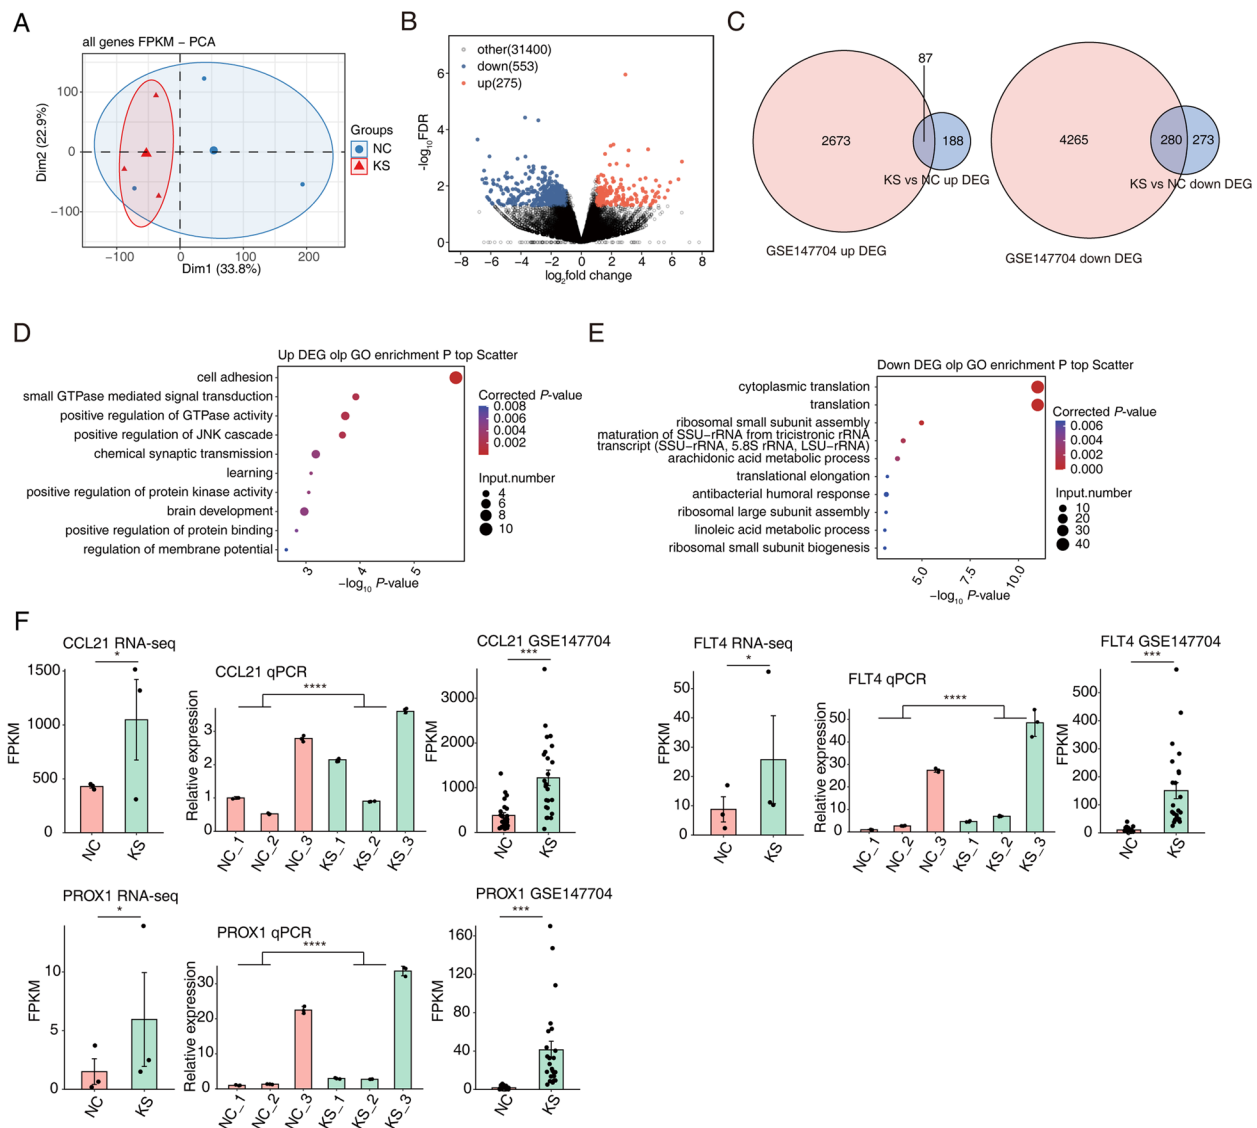 A
all genes FPKM − PCA
Dim2 (22.9%)
100
0
−100
−100
0
100
200
Dim1 (33.8%)
Groups
NC
KS
B
other(31400)
down(553)
up(275)
-log10FDR
6
4
2
0
−8
−6
−4
−2
0
2
4
6
8
log2fold change
C
87
2673
188
KS vs NC up DEG
GSE147704 up DEG
4265
280
273
KS vs NC down DEG
GSE147704 down DEG
D
Up DEG olp GO enrichment P top Scatter
cell adhesion
small GTPase mediated signal transduction
positive regulation of GTPase activity
positive regulation of JNK cascade
chemical synaptic transmission
learning
positive regulation of protein kinase activity
brain development
positive regulation of protein binding
regulation of membrane potential
3
4
5
−log10 P-value
Corrected P-value
0.008
0.006
0.004
0.002
Input.number
4
6
8
10
E
Down DEG olp GO enrichment P top Scatter
cytoplasmic translation
translation
ribosomal small subunit assembly
maturation of SSU−rRNA from tricistronic rRNA
transcript (SSU−rRNA, 5.8S rRNA, LSU−rRNA)
arachidonic acid metabolic process
translational elongation
antibacterial humoral response
ribosomal large subunit assembly
linoleic acid metabolic process
ribosomal small subunit biogenesis
5.0
7.5
10.0
−log10 P-value
Corrected P-value
0.006
0.004
0.002
0.000
Input.number
10
20
30
40
F
CCL21 RNA-seq
*
FPKM
1500
1000
500
0
NC
KS
CCL21 qPCR
****
Relative expression
3
2
1
0
NC_1
NC_2
NC_3
KS_1
KS_2
KS_3
CCL21 GSE147704
***
FPKM
3000
2000
1000
0
NC
KS
FLT4 RNA-seq
*
FPKM
50
40
30
20
10
0
NC
KS
FLT4 qPCR
****
Relative expression
50
40
30
20
10
0
NC_1
NC_2
NC_3
KS_1
KS_2
KS_3
FLT4 GSE147704
***
FPKM
500
400
300
200
100
0
NC
KS
PROX1 RNA-seq
*
FPKM
10
5
0
NC
KS
PROX1 qPCR
****
Relative expression
30
20
10
0
NC_1
NC_2
NC_3
KS_1
KS_2
KS_3
PROX1 GSE147704
***
FPKM
160
120
80
40
0
NC
KS